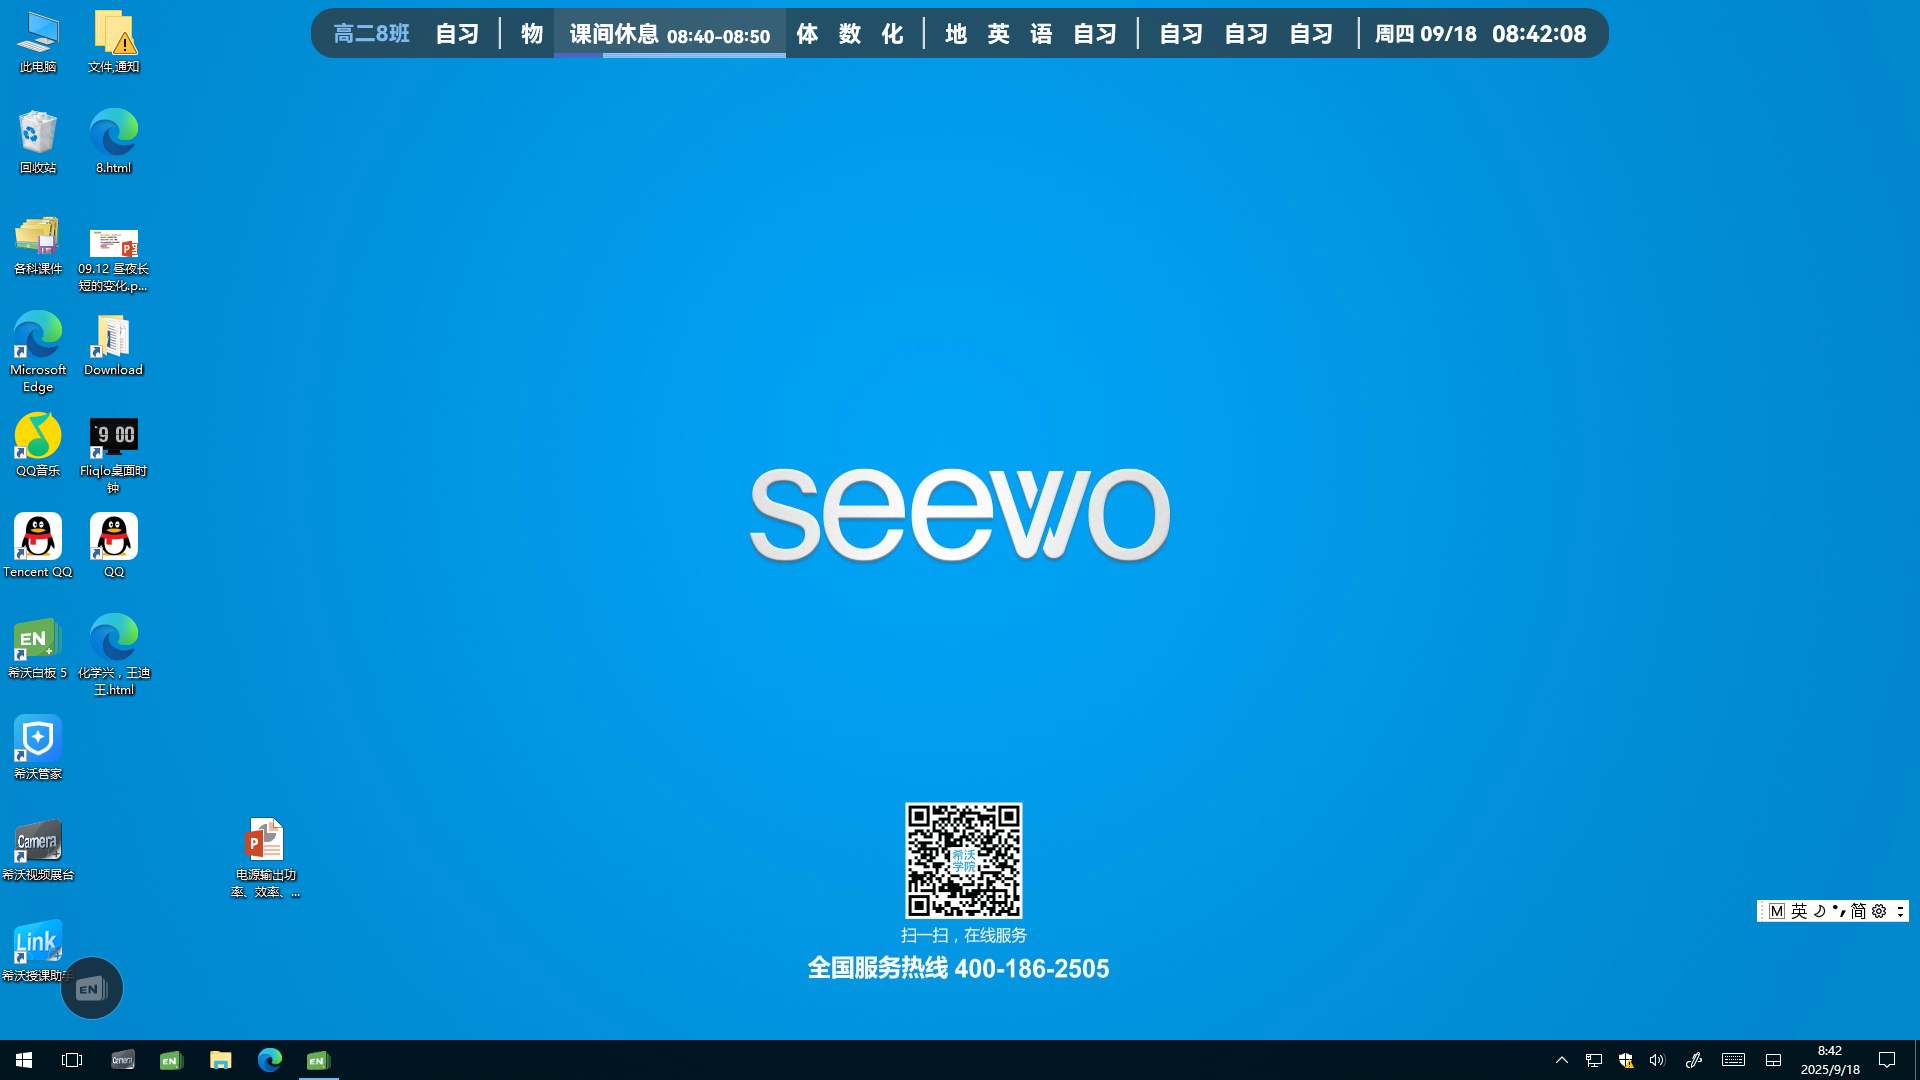 高二8班 自习 | 物 课间休息 08:40-08:50 体 数 化 | 地 英 语 自习 | 自习 自习 自习 | 周四 09/18 08:42:08
此电脑
文件,通知
回收站
8.html
各科课件
09.12 昼夜长
短的变化.p...
Microsoft
Edge
Download
QQ音乐
9 00
Fliqlo桌面时
钟
Tencent QQ
QQ
EN
希沃白板 5
化学兴，王迪
王.html
希沃管家
Camera
希沃视频展台
P
电源输出功
率、效率、...
Link
希沃授课助手
EN
seewo
希沃
学院
扫一扫，在线服务
全国服务热线 400-186-2505
M 英 简
Camera
EN
EN
8:42
2025/9/18